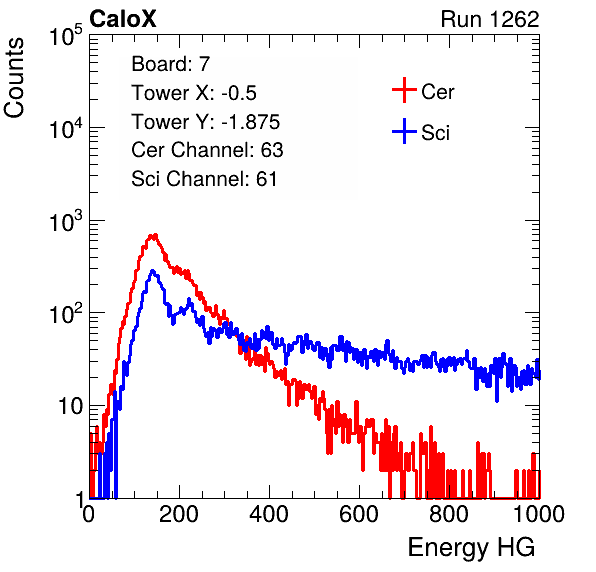 CaloX Run 1262
Counts
10^5
10^4
10^3
10^2
10
1
Board: 7
Tower X: -0.5
Tower Y: -1.875
Cer Channel: 63
Sci Channel: 61
Cer
Sci
0 200 400 600 800 1000
Energy HG